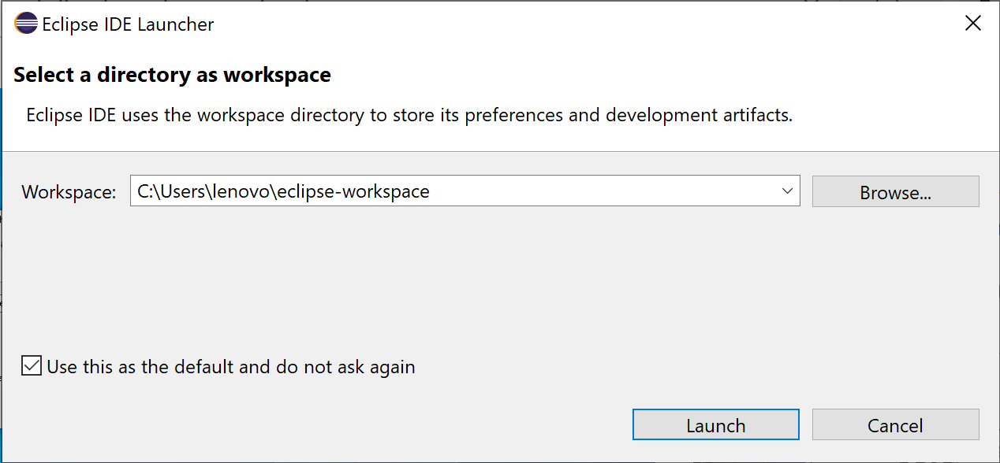 Eclipse IDE Launcher
Select a directory as workspace
Eclipse IDE uses the workspace directory to store its preferences and development artifacts.
Workspace: C:\Users\lenovo\eclipse-workspace Browse...
Use this as the default and do not ask again
Launch Cancel